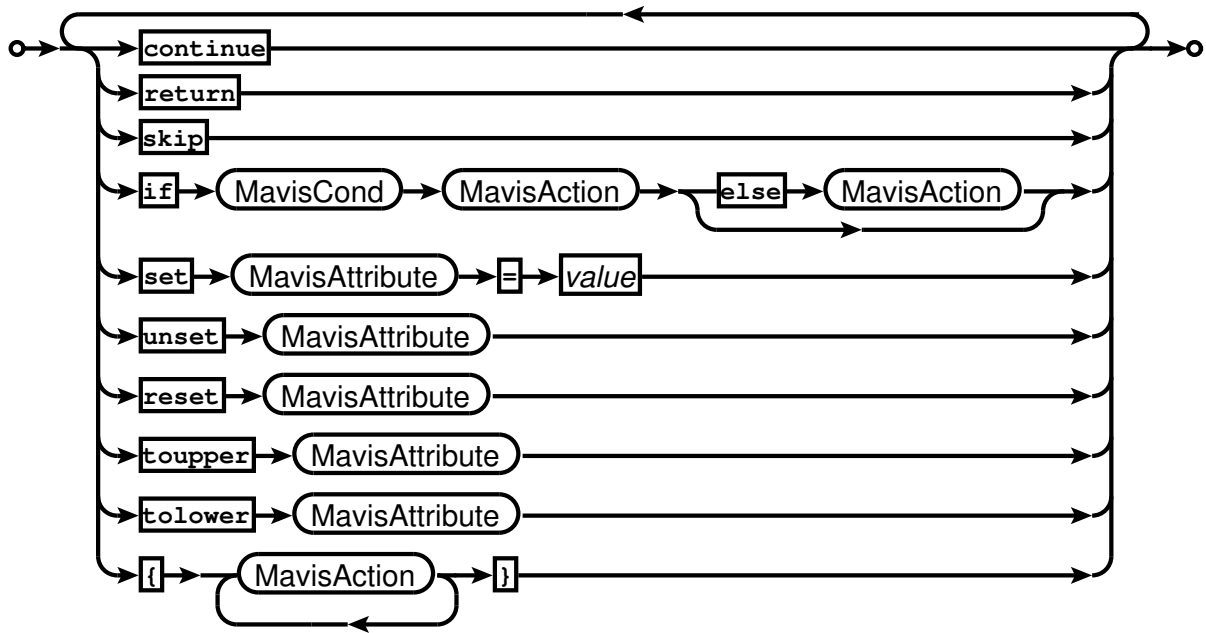 continue
return
skip
if MavisCond MavisAction else MavisAction
set MavisAttribute = value
unset MavisAttribute
reset MavisAttribute
toupper MavisAttribute
tolower MavisAttribute
{ MavisAction }